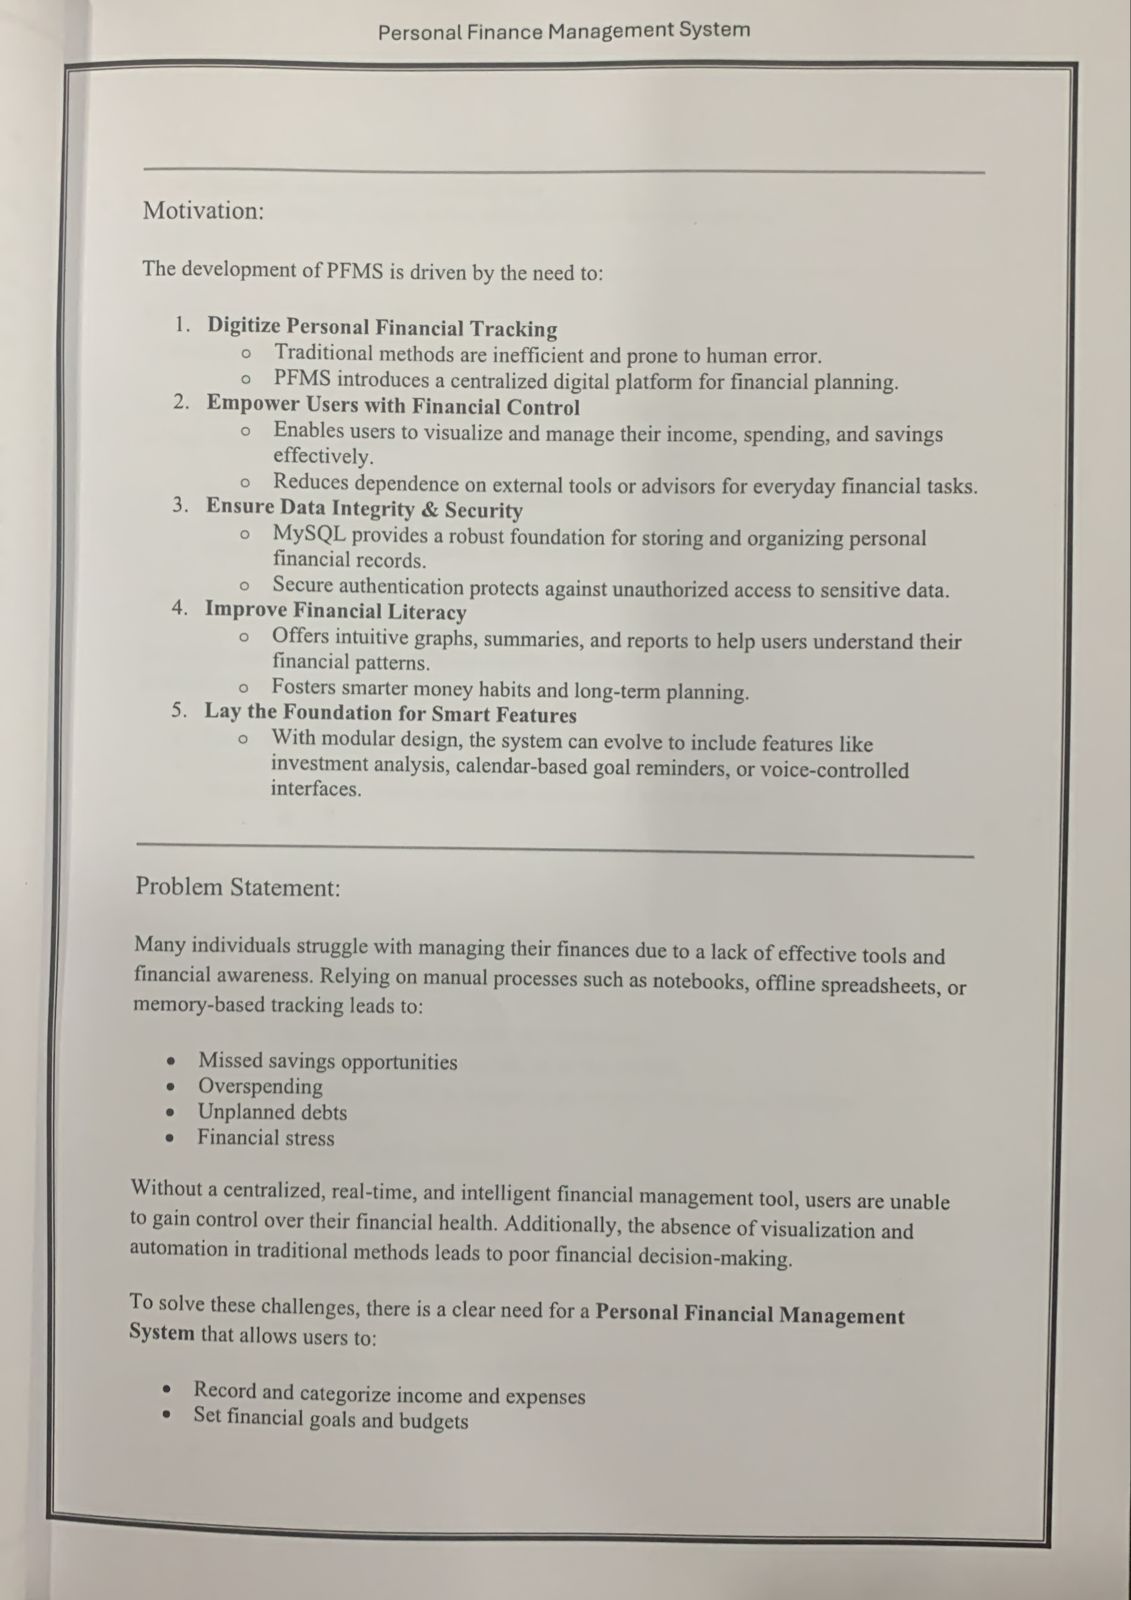 Personal Finance Management System
Motivation:
The development of PFMS is driven by the need to:
1. Digitize Personal Financial Tracking
o Traditional methods are inefficient and prone to human error.
o PFMS introduces a centralized digital platform for financial planning.
2. Empower Users with Financial Control
o Enables users to visualize and manage their income, spending, and savings
effectively.
o Reduces dependence on external tools or advisors for everyday financial tasks.
3. Ensure Data Integrity & Security
o MySQL provides a robust foundation for storing and organizing personal
financial records.
o Secure authentication protects against unauthorized access to sensitive data.
4. Improve Financial Literacy
o Offers intuitive graphs, summaries, and reports to help users understand their
financial patterns.
o Fosters smarter money habits and long-term planning.
5. Lay the Foundation for Smart Features
o With modular design, the system can evolve to include features like
investment analysis, calendar-based goal reminders, or voice-controlled
interfaces.
Problem Statement:
Many individuals struggle with managing their finances due to a lack of effective tools and
financial awareness. Relying on manual processes such as notebooks, offline spreadsheets, or
memory-based tracking leads to:
• Missed savings opportunities
• Overspending
• Unplanned debts
• Financial stress
Without a centralized, real-time, and intelligent financial management tool, users are unable
to gain control over their financial health. Additionally, the absence of visualization and
automation in traditional methods leads to poor financial decision-making.
To solve these challenges, there is a clear need for a Personal Financial Management
System that allows users to:
• Record and categorize income and expenses
• Set financial goals and budgets